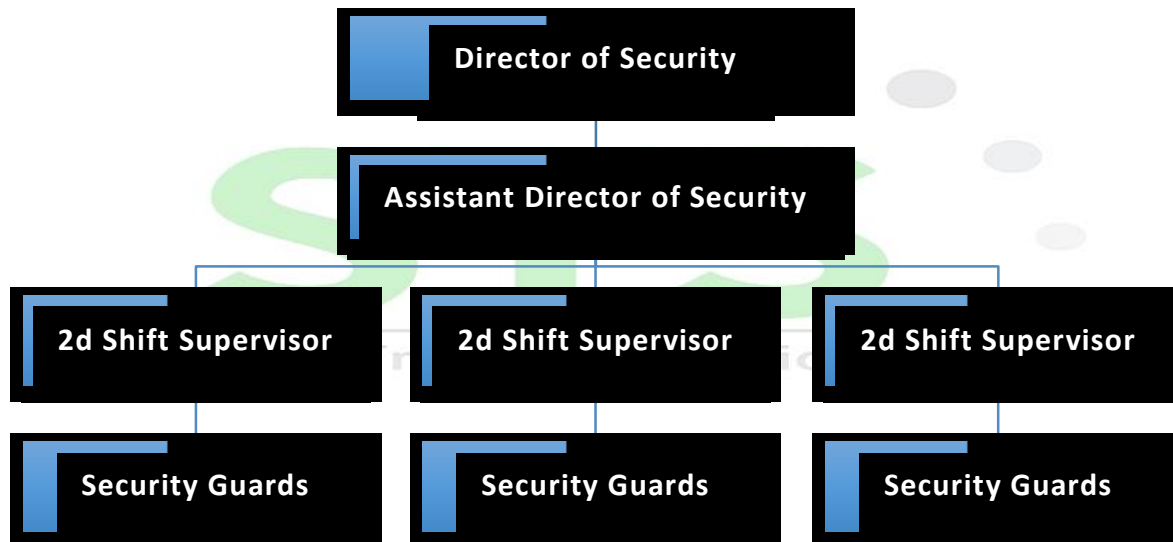 Director of Security
Assistant Director of Security
2d Shift Supervisor
2d Shift Supervisor
2d Shift Supervisor
Security Guards
Security Guards
Security Guards